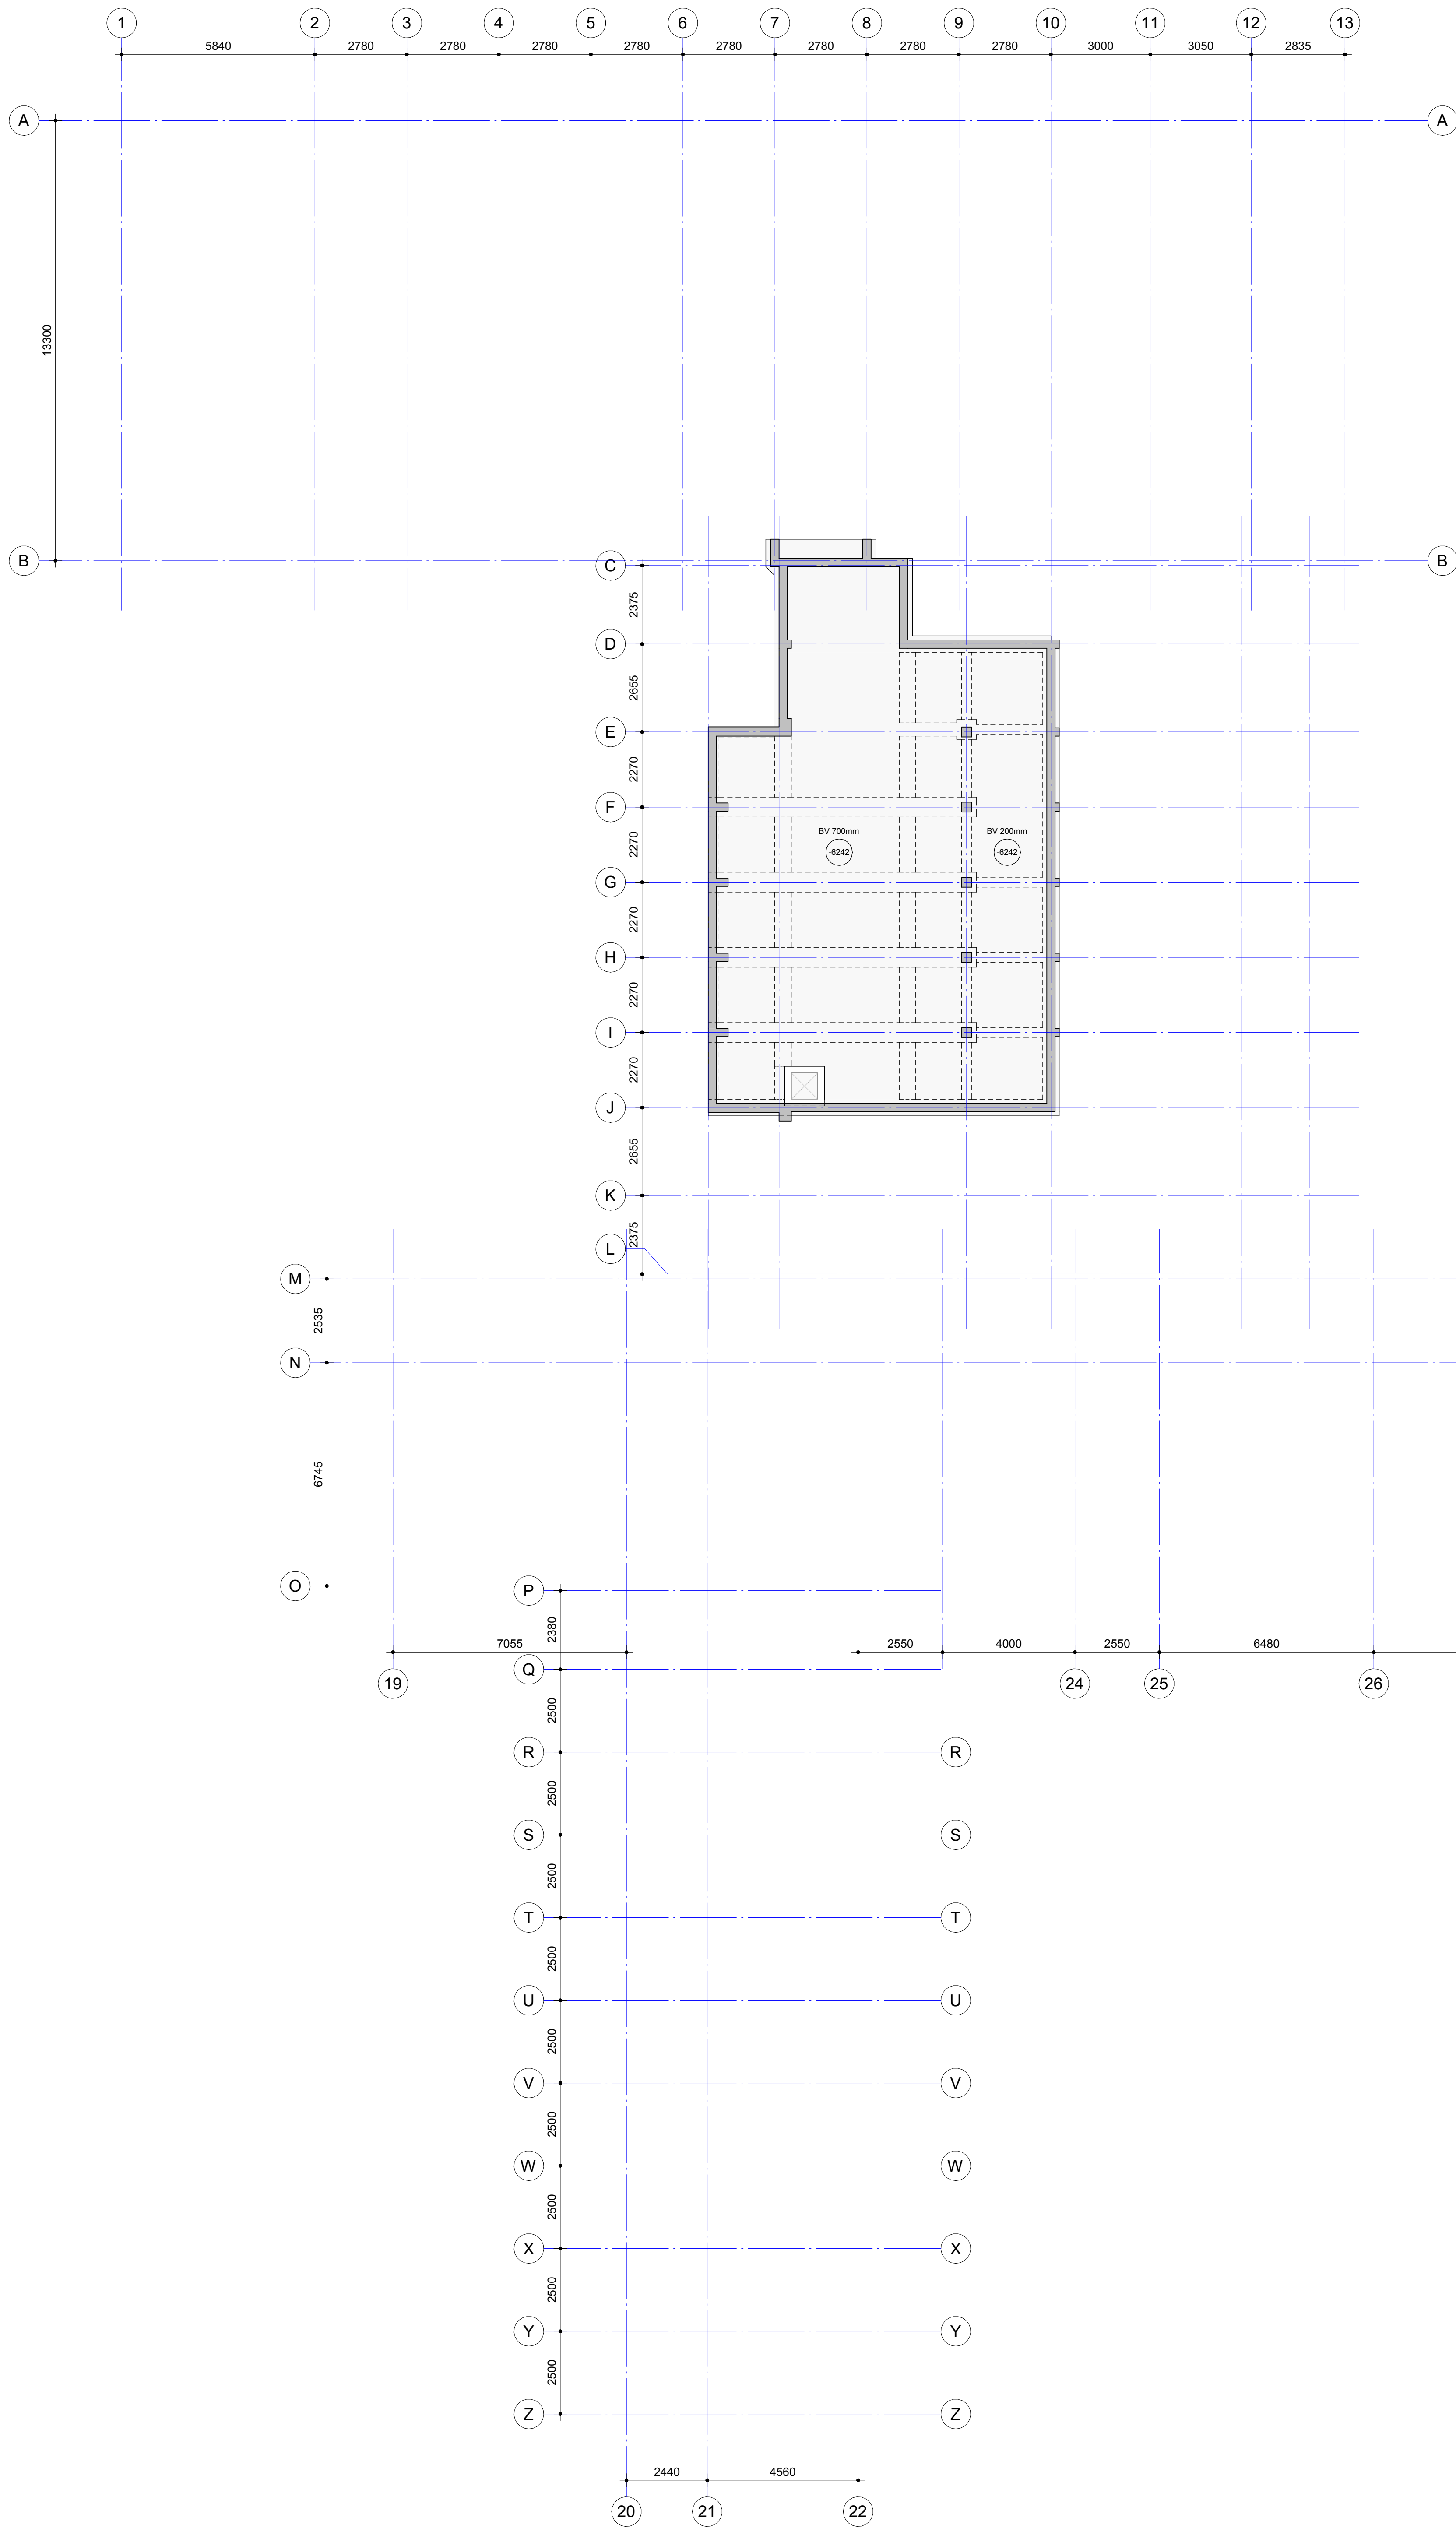 1 2 3 4 5 6 7 8 9 10 11 12 13
5840 2780 2780 2780 2780 2780 2780 2780 2780 3000 3050 2835
A A
13300
B B
C
2375
D
2655
E
2270
F
2270
BV 700mm BV 200mm
-6242 -6242
G
2270
H
2270
I
2270
J
2655
K
2375
L
M
2535
N
6745
O
P
2380
7055 2550 4000 2550 6480
Q
19 24 25 26
2500
R R
2500
S S
2500
T T
2500
U U
2500
V V
2500
W W
2500
X X
2500
Y Y
2500
Z Z
2440 4560
20 21 22